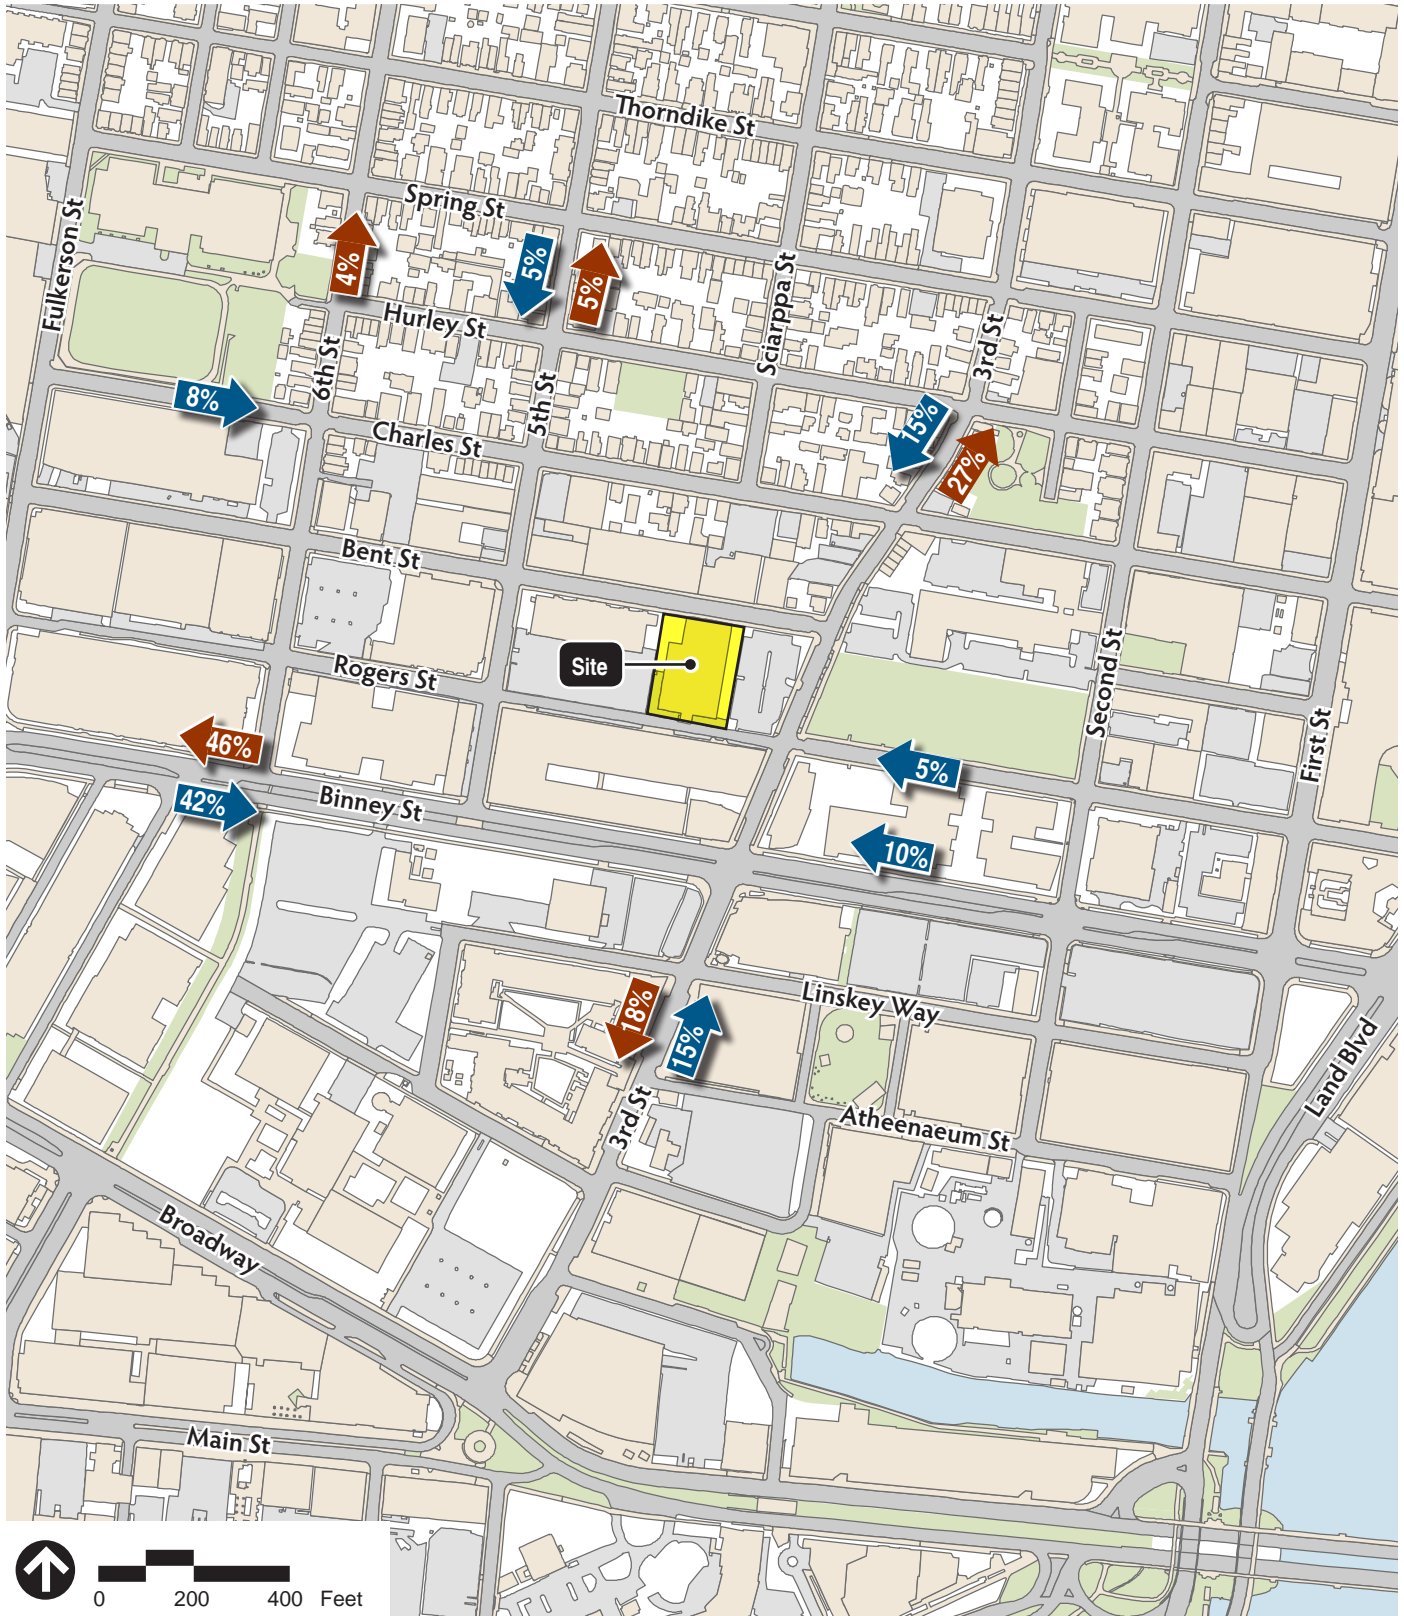 Thorndike St
Spring St
Fulkerson St
4%
5%
5%
Hurley St
Sciarppa St
3rd St
6th St
5th St
8%
15%
27%
Charles St
Bent St
Site
Rogers St
Second St
First St
46%
42%
Binney St
5%
10%
Linskey Way
18%
15%
Land Blvd
3rd St
Atheenaeum St
Broadway
Main St
0 200 400 Feet